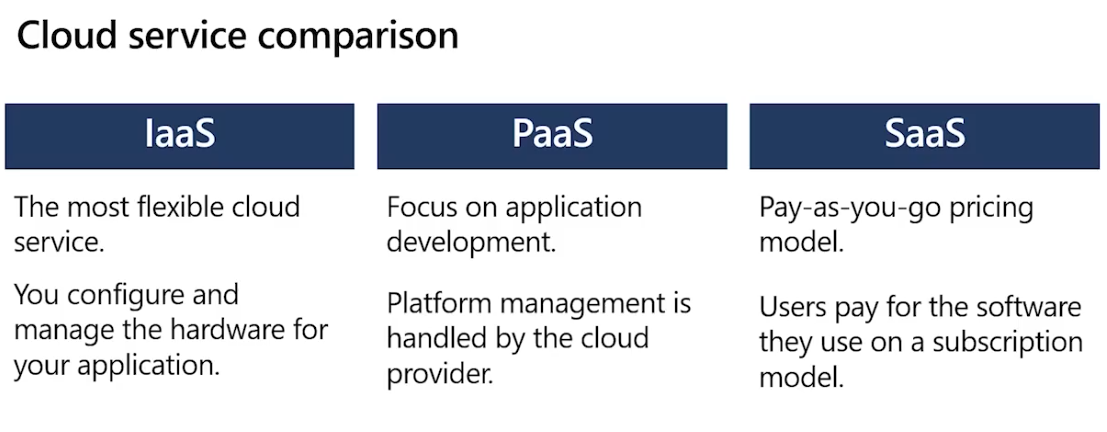 Cloud service comparison
IaaS
The most flexible cloud
service.
You configure and
manage the hardware for
your application.
PaaS
Focus on application
development.
Platform management is
handled by the cloud
provider.
SaaS
Pay-as-you-go pricing
model.
Users pay for the software
they use on a subscription
model.